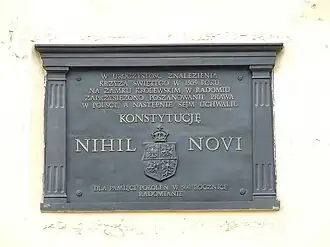 W UROCZYSTOŚĆ ZNALEZIENIA
KRZYŻA ŚWIĘTEGO W 1505 ROKU
NA ZAMKU KRÓLEWSKIM W RADOMIU
ZAPRZYSIĘŻONO POSZANOWANIE PRAWA
W POLSCE A NASTĘPNIE SEJM UCHWALIŁ
KONSTYTUCJĘ
NIHIL NOVI
DLA PAMIĘCI POKOLEŃ W 500 ROCZNICĘ
RADOMIANIE